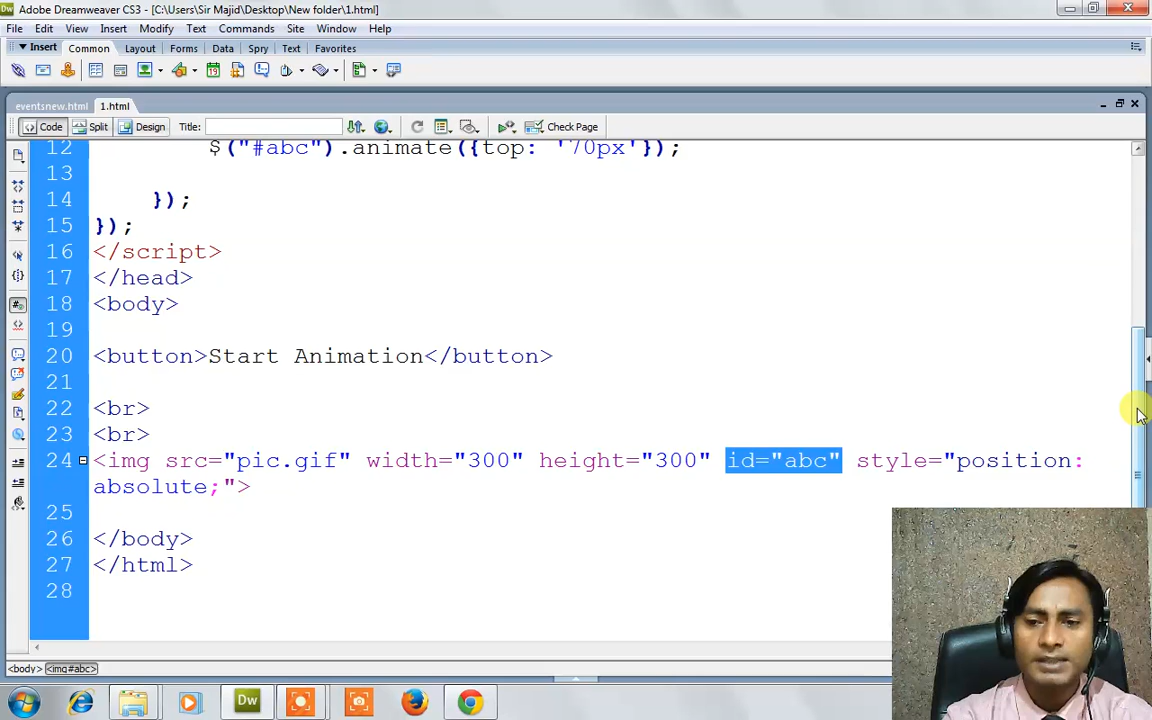 Adobe Dreamweaver CS3 - [C:\Users\Sir Majid\Desktop\New folder\1.html]
File Edit View Insert Modify Text Commands Site Window Help
Insert Common Layout Forms Data Spry Text Favorites
eventsnew.html 1.html
Code Split Design Title: Check Page
12 $("#abc").animate({top: '70px'});
13
14 });
15 });
16 </script>
17 </head>
18 <body>
19
20 <button>Start Animation</button>
21
22 <br>
23 <br>
24 <img src="pic.gif" width="300" height="300" id="abc" style="position:
absolute;">
25
26 </body>
27 </html>
28
<body> <img#abc>
Dw